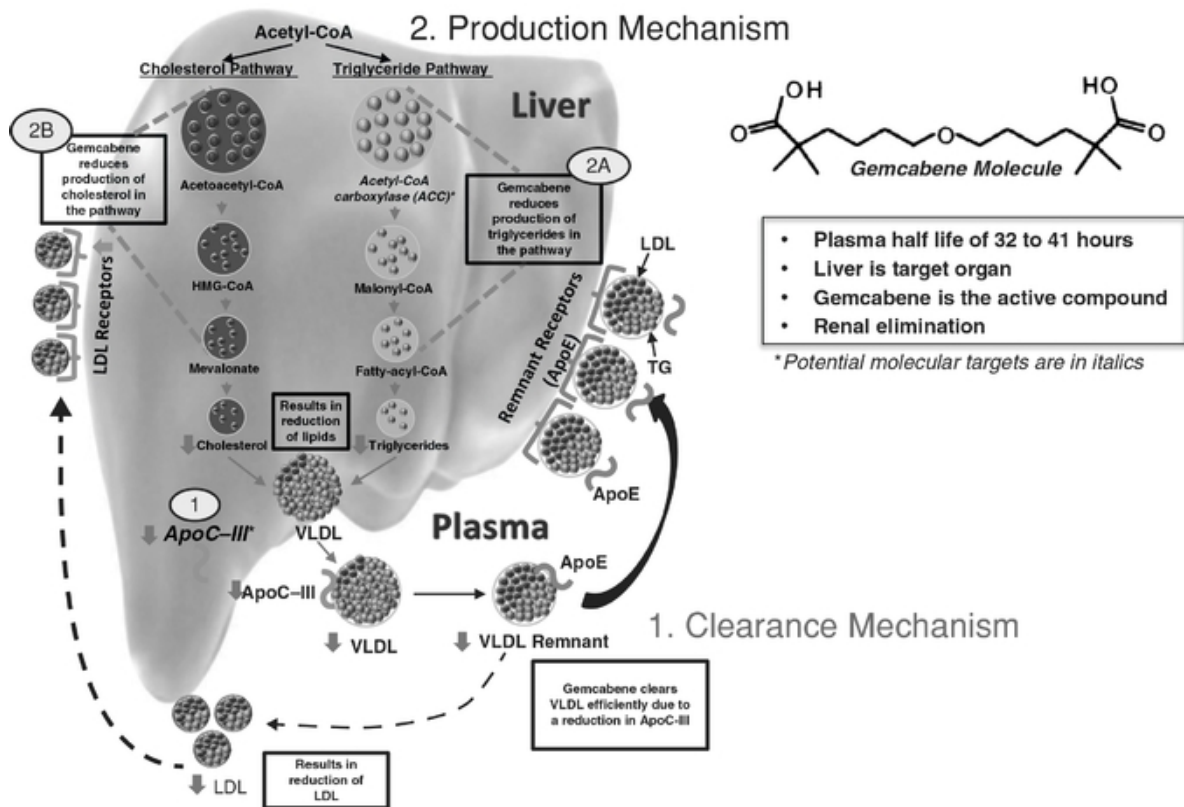 2. Production Mechanism
Acetyl-CoA
Cholesterol Pathway
Triglyceride Pathway
Liver
2B
Gemcabene
reduces
production of
cholesterol in
the pathway
Acetoacetyl-CoA
HMG-CoA
Mevalonate
Cholesterol
Acetyl-CoA
carboxylase (ACC)*
Malonyl-CoA
Fatty-acyl-CoA
Triglycerides
2A
Gemcabene
reduces
production of
triglycerides in
the pathway
LDL Receptors
Results in
reduction
of lipids
Remnant Receptors
(ApoE)
LDL
TG
ApoE
1
ApoC–III*
VLDL
Plasma
ApoC–III
VLDL
ApoE
VLDL Remnant
1. Clearance Mechanism
Gemcabene clears
VLDL efficiently due to
a reduction in ApoC-III
LDL
Results in
reduction of
LDL
OH
O
O
HO
O
Gemcabene Molecule
• Plasma half life of 32 to 41 hours
• Liver is target organ
• Gemcabene is the active compound
• Renal elimination
*Potential molecular targets are in italics